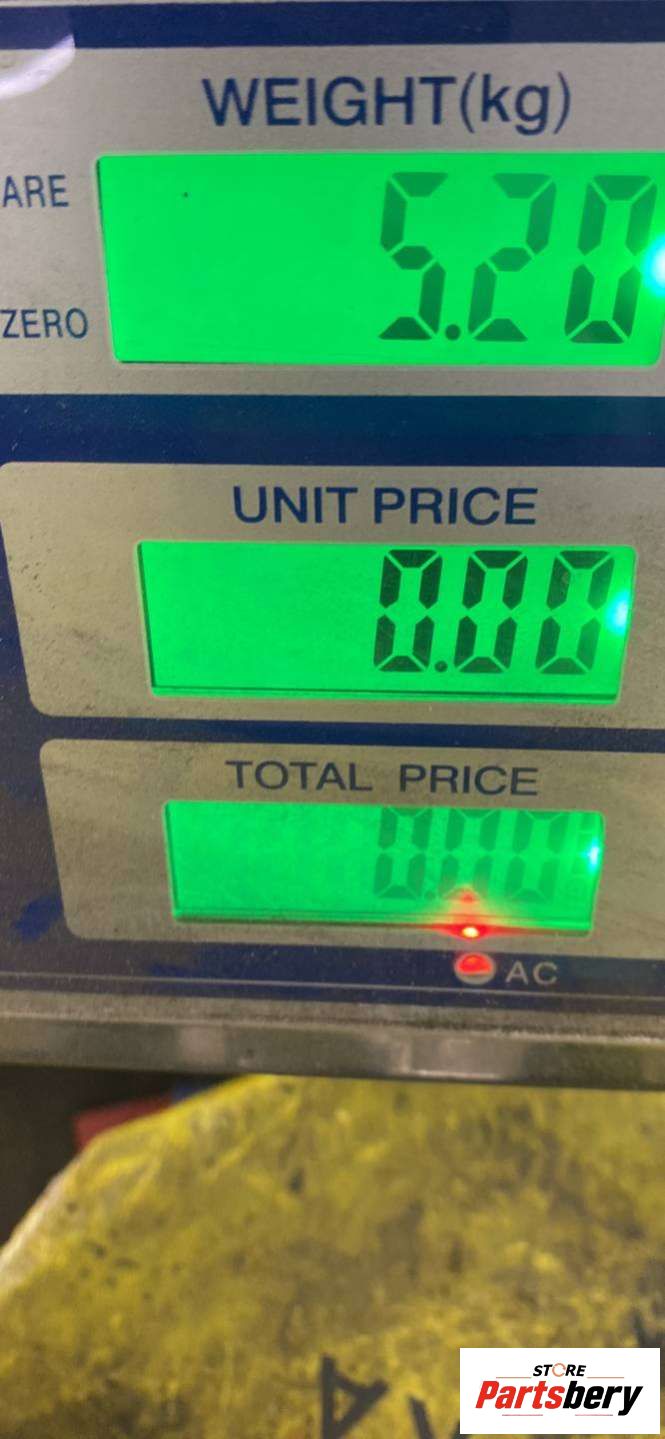 WEIGHT(kg)
ARE
5.20
ZERO
UNIT PRICE
0.00
TOTAL PRICE
0.00
AC
STORE
Partsbery